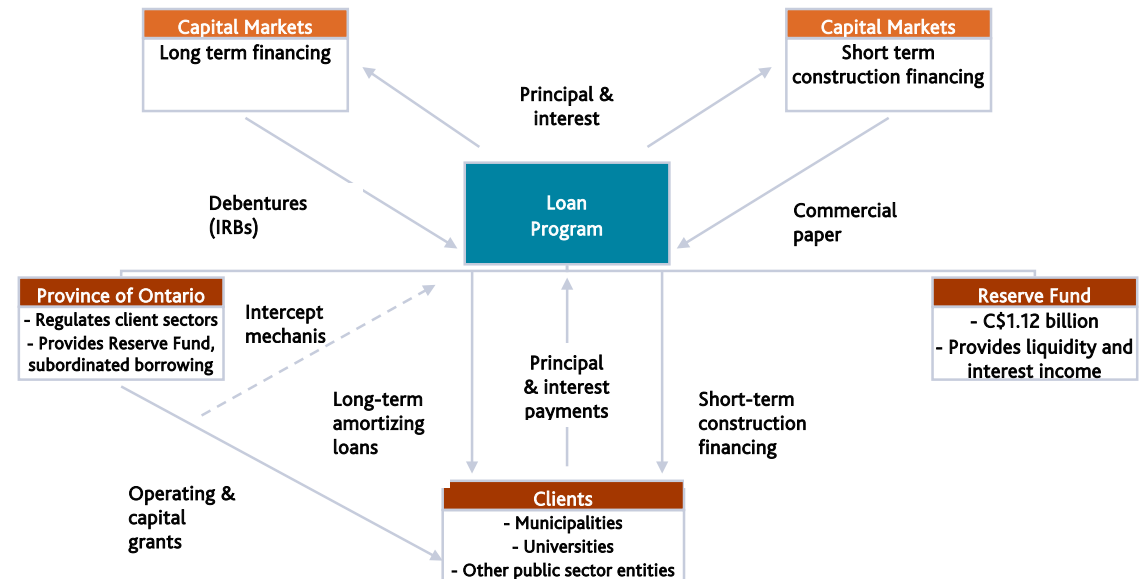 Capital Markets
Long term financing
Capital Markets
Short term
construction financing
Principal &
interest
Loan
Program
Debentures
(IRBs)
Commercial
paper
Province of Ontario
- Regulates client sectors
- Provides Reserve Fund,
subordinated borrowing
Intercept
mechanis
Reserve Fund
- C$1.12 billion
- Provides liquidity and
interest income
Principal
& interest
payments
Long-term
amortizing
loans
Short-term
construction
financing
Operating &
capital
grants
Clients
- Municipalities
- Universities
- Other public sector entities